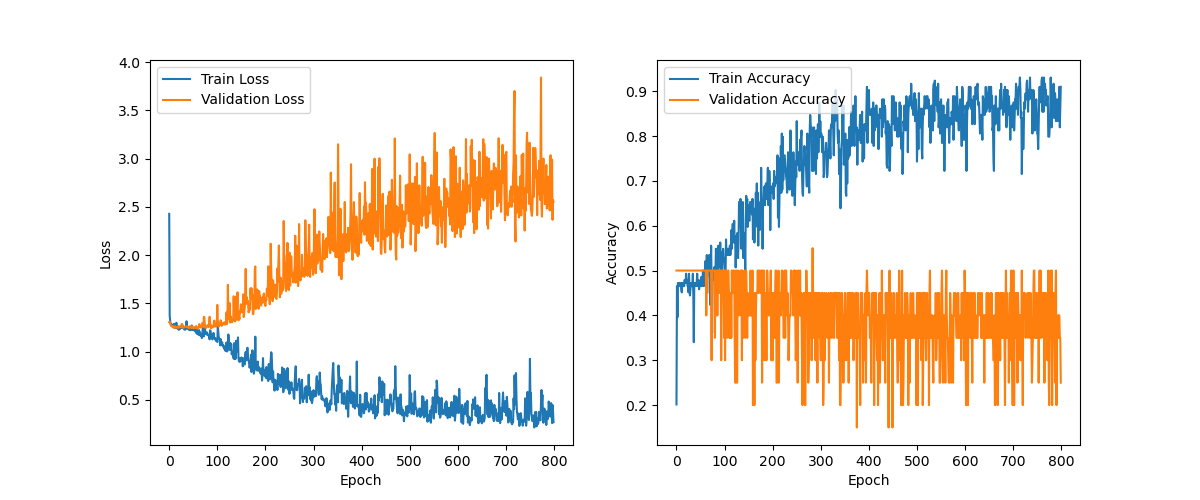 Train Loss
Validation Loss
4.0
3.5
3.0
2.5
2.0
1.5
1.0
0.5
Loss
0 100 200 300 400 500 600 700 800
Epoch
Train Accuracy
Validation Accuracy
0.9
0.8
0.7
0.6
0.5
0.4
0.3
0.2
Accuracy
0 100 200 300 400 500 600 700 800
Epoch